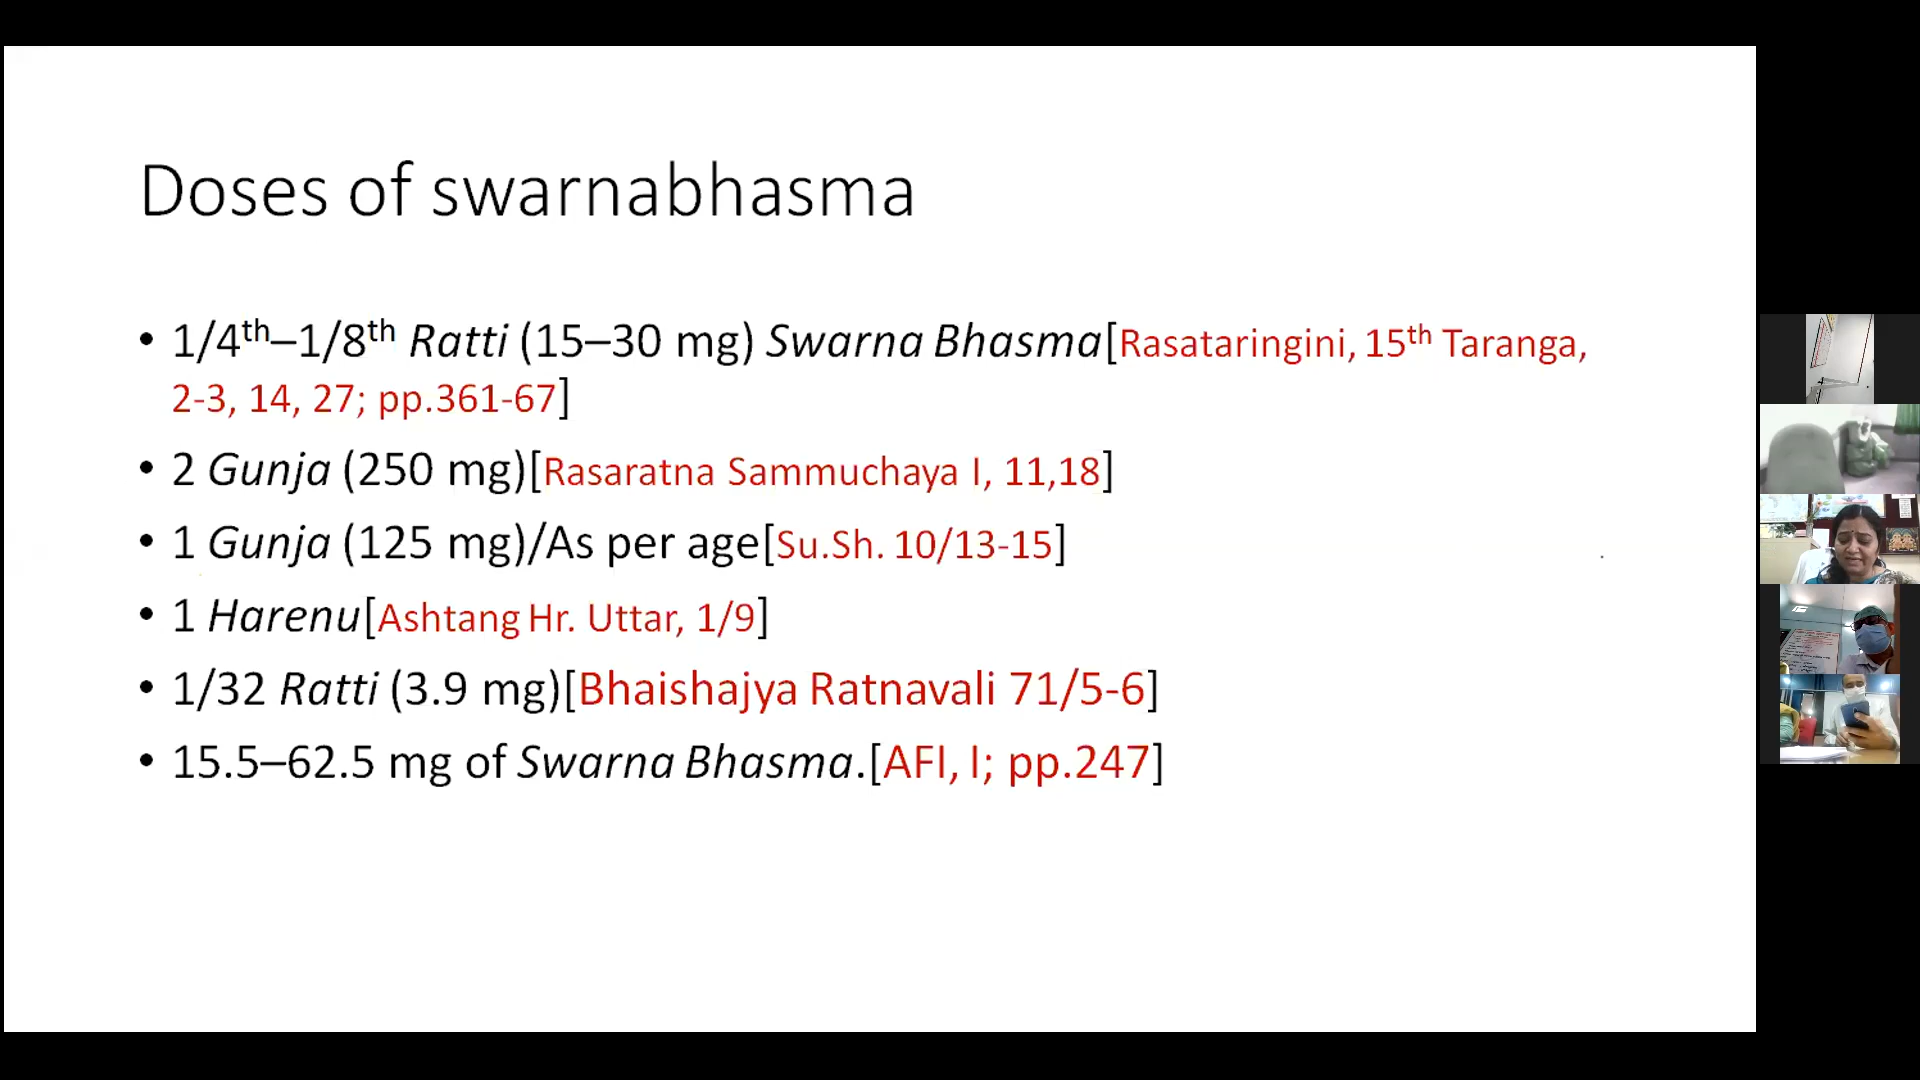 Doses of swarnabhasma
• 1/4th–1/8th Ratti (15–30 mg) Swarna Bhasma[Rasataringini, 15th Taranga,
2-3, 14, 27; pp.361-67]
• 2 Gunja (250 mg)[Rasaratna Sammuchaya I, 11,18]
• 1 Gunja (125 mg)/As per age[Su.Sh. 10/13-15]
• 1 Harenu[Ashtang Hr. Uttar, 1/9]
• 1/32 Ratti (3.9 mg)[Bhaishajya Ratnavali 71/5-6]
• 15.5–62.5 mg of Swarna Bhasma.[AFI, I; pp.247]